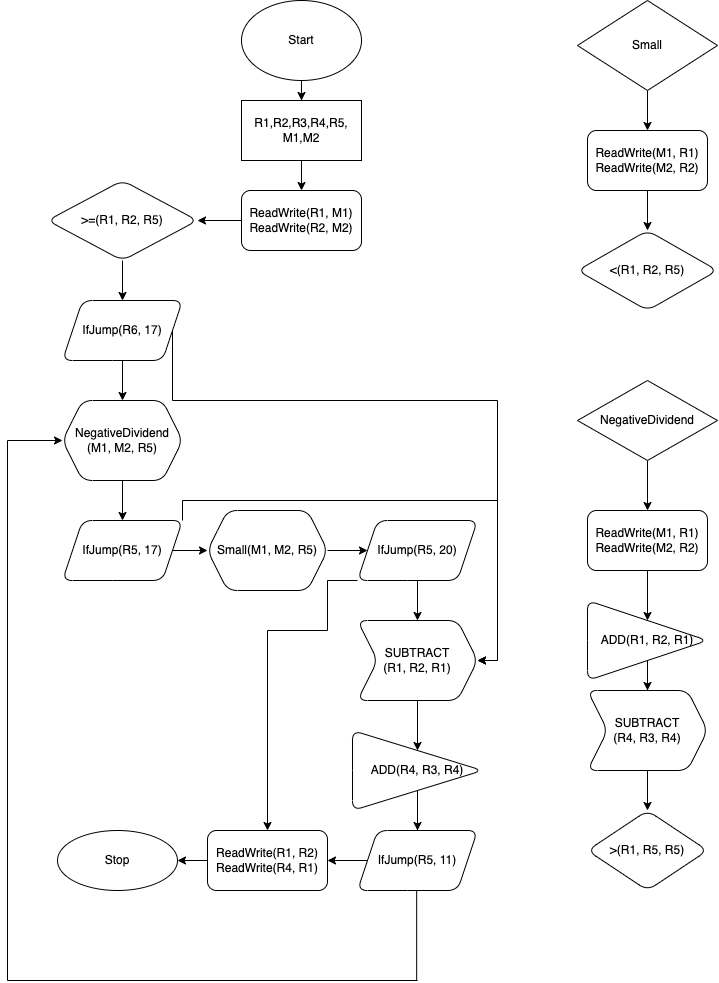 Start
R1,R2,R3,R4,R5,
M1,M2
ReadWrite(R1, M1)
ReadWrite(R2, M2)
>=(R1, R2, R5)
IfJump(R6, 17)
NegativeDividend
(M1, M2, R5)
IfJump(R5, 17)
Small(M1, M2, R5)
IfJump(R5, 20)
SUBTRACT
(R1, R2, R1)
ADD(R4, R3, R4)
IfJump(R5, 11)
ReadWrite(R1, R2)
ReadWrite(R4, R1)
Stop
Small
ReadWrite(M1, R1)
ReadWrite(M2, R2)
<(R1, R2, R5)
NegativeDividend
ReadWrite(M1, R1)
ReadWrite(M2, R2)
ADD(R1, R2, R1)
SUBTRACT
(R4, R3, R4)
>(R1, R5, R5)